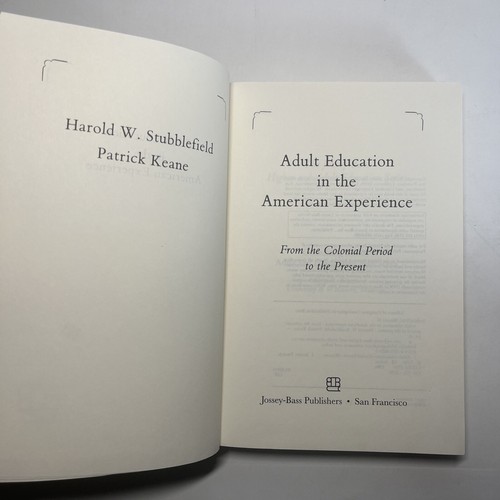 Harold W. Stubblefield
Patrick Keane
Adult Education
in the
American Experience
From the Colonial Period
to the Present
Jossey-Bass Publishers • San Francisco